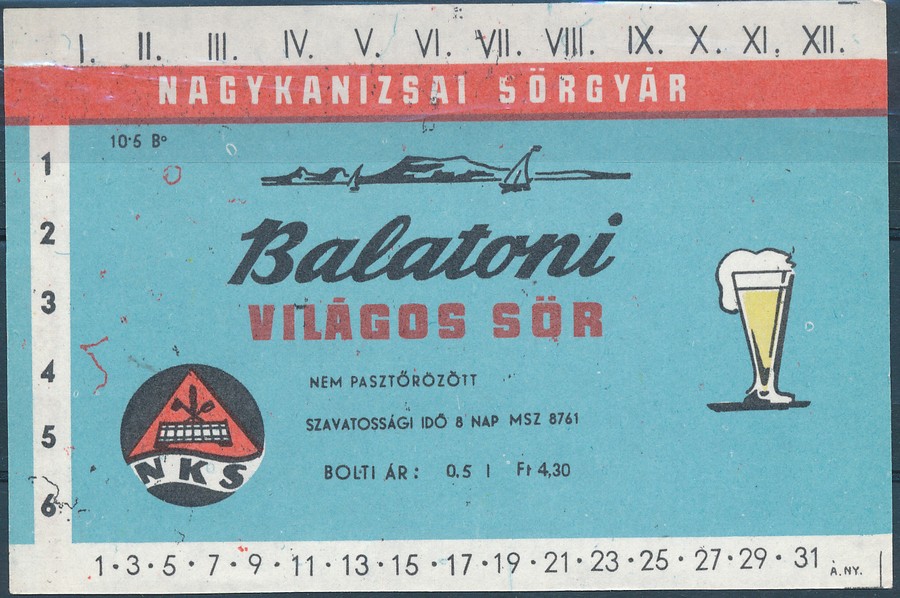 I. II. III. IV. V. VI. VII. VIII. IX. X. XI. XII.
NAGYKANIZSAI SÖRGYÁR
10·5 B°
1
2
3
4
5
6
Balatoni
VILÁGOS SÖR
NEM PASZTŐRÖZÖTT
SZAVATOSSÁGI IDŐ 8 NAP MSZ 8761
BOLTI ÁR: 0.5 l Ft 4,30
NKS
1·3·5·7·9·11·13·15·17·19·21·23·25·27·29·31
Á.NY.